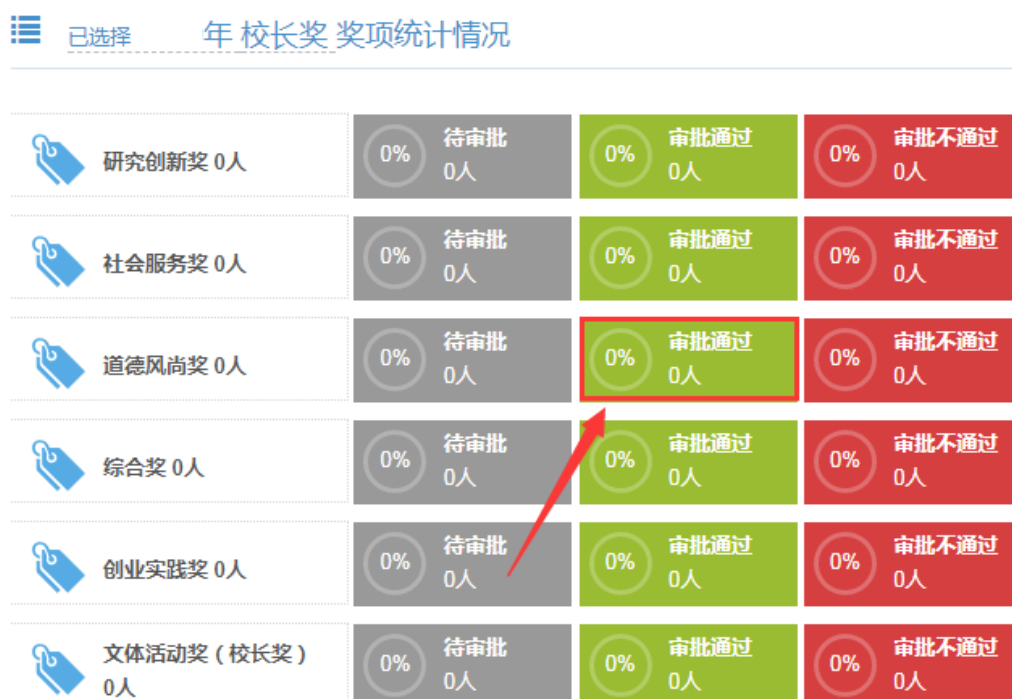 已选择 年 校长奖 奖项统计情况
研究创新奖 0人
0%
待审批
0人
0%
审批通过
0人
0%
审批不通过
0人
社会服务奖 0人
0%
待审批
0人
0%
审批通过
0人
0%
审批不通过
0人
道德风尚奖 0人
0%
待审批
0人
0%
审批通过
0人
0%
审批不通过
0人
综合奖 0人
0%
待审批
0人
0%
审批通过
0人
0%
审批不通过
0人
创业实践奖 0人
0%
待审批
0人
0%
审批通过
0人
0%
审批不通过
0人
文体活动奖（校长奖）
0人
0%
待审批
0人
0%
审批通过
0人
0%
审批不通过
0人